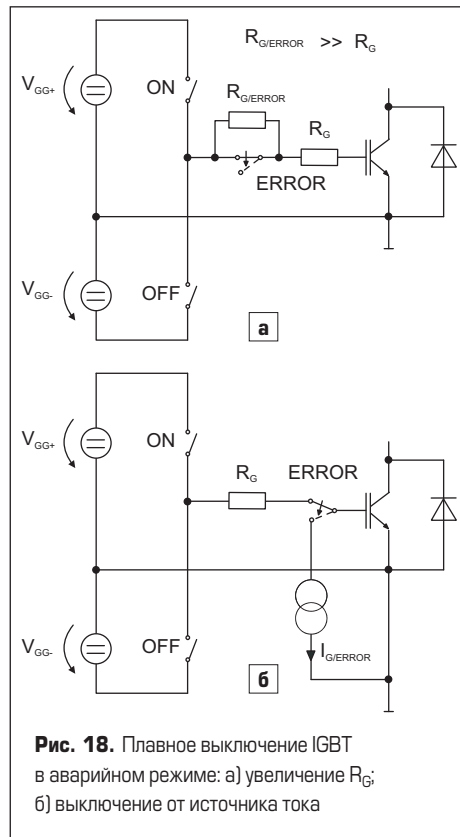 R_G/ERROR >> R_G
V_GG+
ON
R_G/ERROR
R_G
ERROR
V_GG-
OFF
а
V_GG+
ON
R_G
ERROR
V_GG-
OFF
I_G/ERROR
б
Рис. 18. Плавное выключение IGBT
в аварийном режиме: а) увеличение R_G;
б) выключение от источника тока